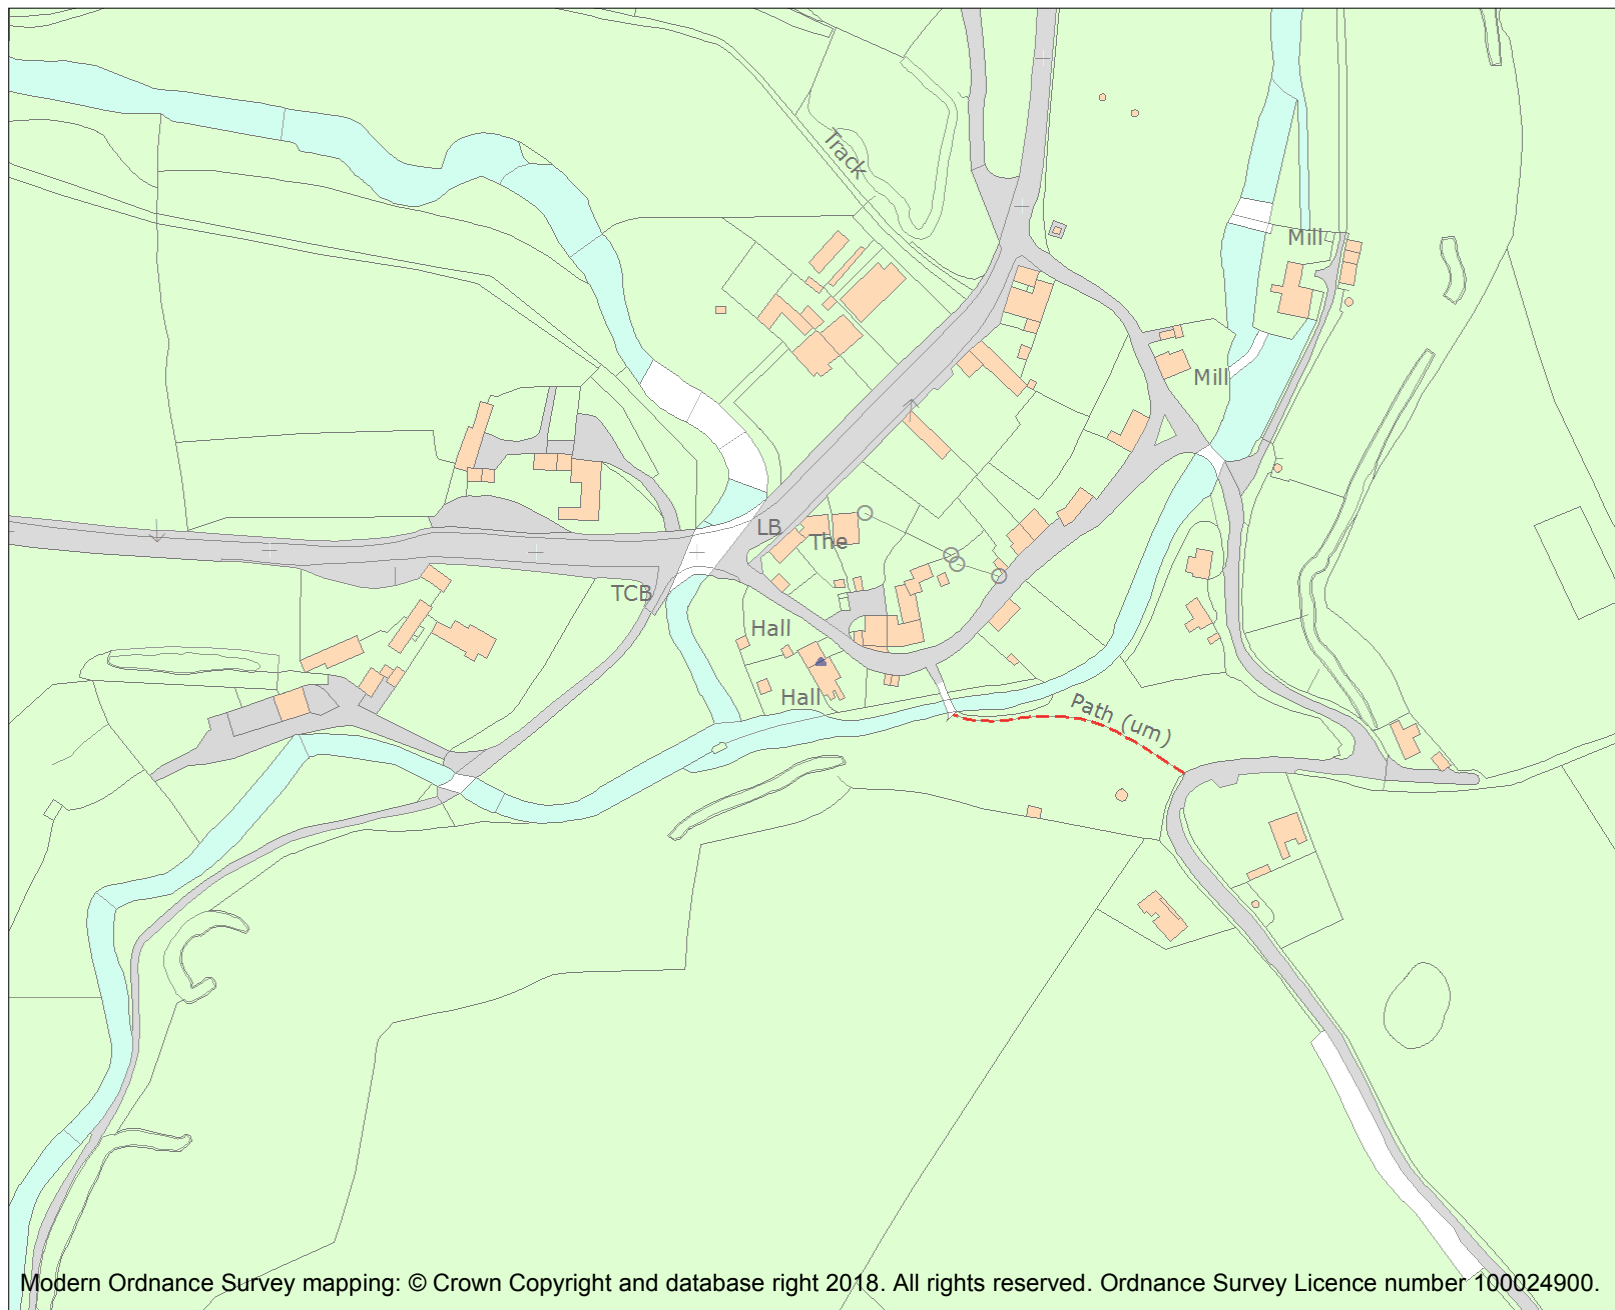 Track
Mill
Mill
LB
The
TCB
Hall
Hall
Path (um)
Modern Ordnance Survey mapping: © Crown Copyright and database right 2018. All rights reserved. Ordnance Survey Licence number 100024900.